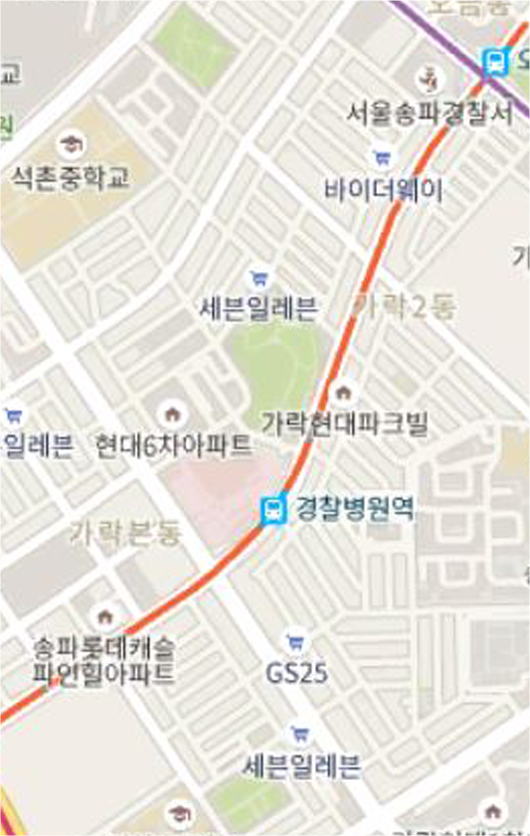 교
원
서울송파경찰서
석촌중학교
바이더웨이
세븐일레븐
가락2동
일레븐
현대6차아파트
가락현대파크빌
경찰병원역
가락본동
송파롯데캐슬
파인힐아파트
GS25
세븐일레븐